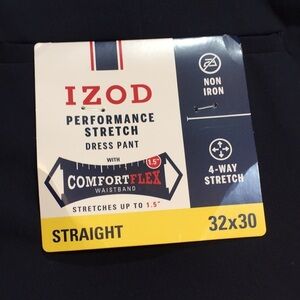 IZOD
PERFORMANCE
STRETCH
DRESS PANT
WITH
1.5"
COMFORTFLEX
WAISTBAND
STRETCHES UP TO 1.5"
STRAIGHT
NON
IRON
4-WAY
STRETCH
32x30